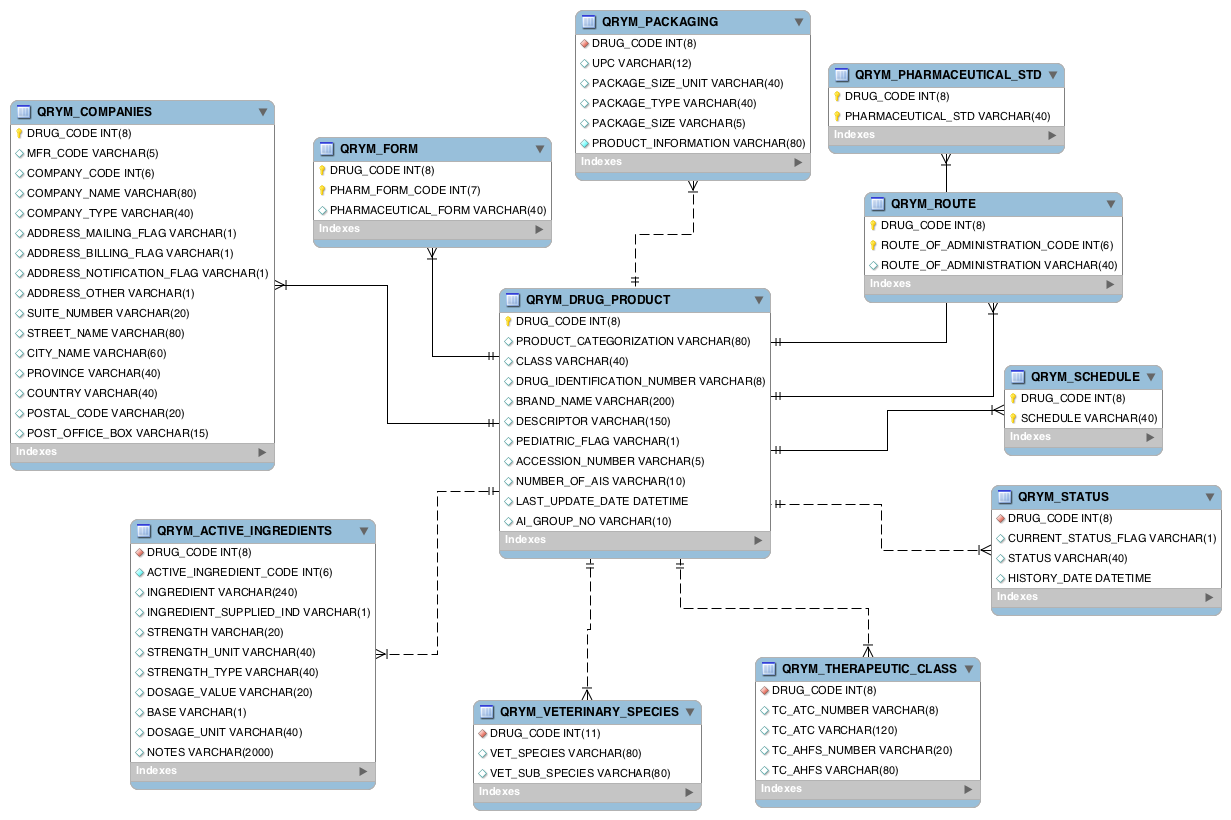 QRYM_PACKAGING
DRUG_CODE INT(8)
UPC VARCHAR(12)
PACKAGE_SIZE_UNIT VARCHAR(40)
PACKAGE_TYPE VARCHAR(40)
PACKAGE_SIZE VARCHAR(5)
PRODUCT_INFORMATION VARCHAR(80)
Indexes
QRYM_PHARMACEUTICAL_STD
DRUG_CODE INT(8)
PHARMACEUTICAL_STD VARCHAR(40)
Indexes
QRYM_COMPANIES
DRUG_CODE INT(8)
MFR_CODE VARCHAR(5)
COMPANY_CODE INT(6)
COMPANY_NAME VARCHAR(80)
COMPANY_TYPE VARCHAR(40)
ADDRESS_MAILING_FLAG VARCHAR(1)
ADDRESS_BILLING_FLAG VARCHAR(1)
ADDRESS_NOTIFICATION_FLAG VARCHAR(1)
ADDRESS_OTHER VARCHAR(1)
SUITE_NUMBER VARCHAR(20)
STREET_NAME VARCHAR(80)
CITY_NAME VARCHAR(60)
PROVINCE VARCHAR(40)
COUNTRY VARCHAR(40)
POSTAL_CODE VARCHAR(20)
POST_OFFICE_BOX VARCHAR(15)
Indexes
QRYM_FORM
DRUG_CODE INT(8)
PHARM_FORM_CODE INT(7)
PHARMACEUTICAL_FORM VARCHAR(40)
Indexes
QRYM_ROUTE
DRUG_CODE INT(8)
ROUTE_OF_ADMINISTRATION_CODE INT(6)
ROUTE_OF_ADMINISTRATION VARCHAR(40)
Indexes
QRYM_DRUG_PRODUCT
DRUG_CODE INT(8)
PRODUCT_CATEGORIZATION VARCHAR(80)
CLASS VARCHAR(40)
DRUG_IDENTIFICATION_NUMBER VARCHAR(8)
BRAND_NAME VARCHAR(200)
DESCRIPTOR VARCHAR(150)
PEDIATRIC_FLAG VARCHAR(1)
ACCESSION_NUMBER VARCHAR(5)
NUMBER_OF_AIS VARCHAR(10)
LAST_UPDATE_DATE DATETIME
AI_GROUP_NO VARCHAR(10)
Indexes
QRYM_SCHEDULE
DRUG_CODE INT(8)
SCHEDULE VARCHAR(40)
Indexes
QRYM_STATUS
DRUG_CODE INT(8)
CURRENT_STATUS_FLAG VARCHAR(1)
STATUS VARCHAR(40)
HISTORY_DATE DATETIME
Indexes
QRYM_ACTIVE_INGREDIENTS
DRUG_CODE INT(8)
ACTIVE_INGREDIENT_CODE INT(6)
INGREDIENT VARCHAR(240)
INGREDIENT_SUPPLIED_IND VARCHAR(1)
STRENGTH VARCHAR(20)
STRENGTH_UNIT VARCHAR(40)
STRENGTH_TYPE VARCHAR(40)
DOSAGE_VALUE VARCHAR(20)
BASE VARCHAR(1)
DOSAGE_UNIT VARCHAR(40)
NOTES VARCHAR(2000)
Indexes
QRYM_VETERINARY_SPECIES
DRUG_CODE INT(11)
VET_SPECIES VARCHAR(80)
VET_SUB_SPECIES VARCHAR(80)
Indexes
QRYM_THERAPEUTIC_CLASS
DRUG_CODE INT(8)
TC_ATC_NUMBER VARCHAR(8)
TC_ATC VARCHAR(120)
TC_AHFS_NUMBER VARCHAR(20)
TC_AHFS VARCHAR(80)
Indexes